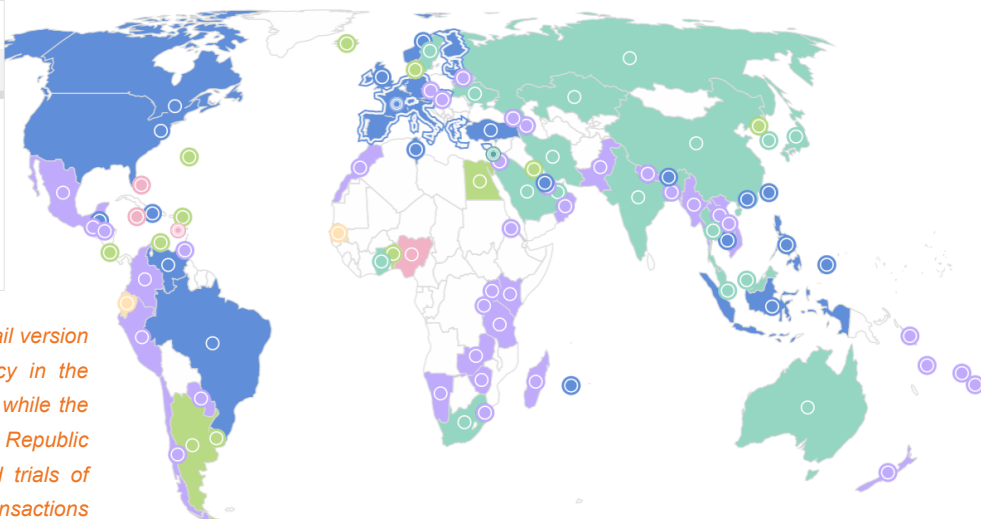 ail version
cy in the
while the
Republic
l trials of
nsactions